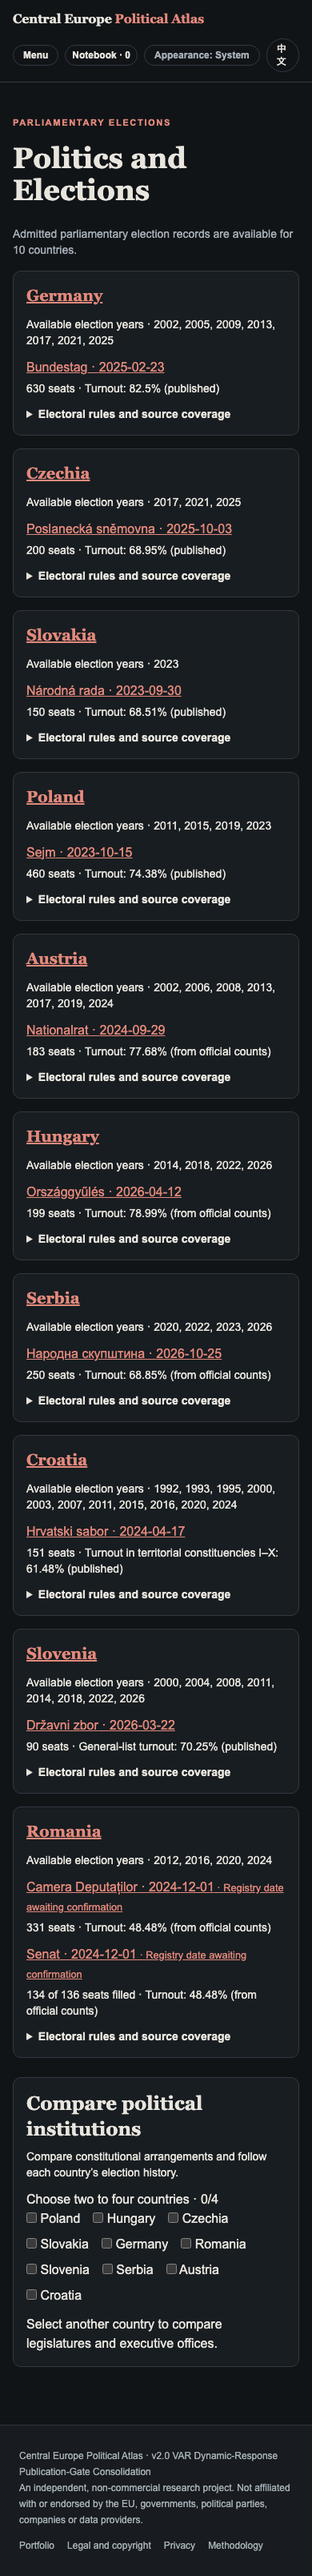 Central Europe Political Atlas
Menu
Notebook · 0
Appearance: System
中
文
PARLIAMENTARY ELECTIONS
Politics and
Elections
Admitted parliamentary election records are available for
10 countries.
Germany
Available election years · 2002, 2005, 2009, 2013,
2017, 2021, 2025
Bundestag · 2025-02-23
630 seats · Turnout: 82.5% (published)
Electoral rules and source coverage
Czechia
Available election years · 2017, 2021, 2025
Poslanecká sněmovna · 2025-10-03
200 seats · Turnout: 68.95% (published)
Electoral rules and source coverage
Slovakia
Available election years · 2023
Národná rada · 2023-09-30
150 seats · Turnout: 68.51% (published)
Electoral rules and source coverage
Poland
Available election years · 2011, 2015, 2019, 2023
Sejm · 2023-10-15
460 seats · Turnout: 74.38% (published)
Electoral rules and source coverage
Austria
Available election years · 2002, 2006, 2008, 2013,
2017, 2019, 2024
Nationalrat · 2024-09-29
183 seats · Turnout: 77.68% (from official counts)
Electoral rules and source coverage
Hungary
Available election years · 2014, 2018, 2022, 2026
Országgyűlés · 2026-04-12
199 seats · Turnout: 78.99% (from official counts)
Electoral rules and source coverage
Serbia
Available election years · 2020, 2022, 2023, 2026
Народна скупштина · 2026-10-25
250 seats · Turnout: 68.85% (from official counts)
Electoral rules and source coverage
Croatia
Available election years · 1992, 1993, 1995, 2000,
2003, 2007, 2011, 2015, 2016, 2020, 2024
Hrvatski sabor · 2024-04-17
151 seats · Turnout in territorial constituencies I–X:
61.48% (published)
Electoral rules and source coverage
Slovenia
Available election years · 2000, 2004, 2008, 2011,
2014, 2018, 2022, 2026
Državni zbor · 2026-03-22
90 seats · General-list turnout: 70.25% (published)
Electoral rules and source coverage
Romania
Available election years · 2012, 2016, 2020, 2024
Camera Deputaților · 2024-12-01 · Registry date
awaiting confirmation
331 seats · Turnout: 48.48% (from official counts)
Senat · 2024-12-01 · Registry date awaiting
confirmation
134 of 136 seats filled · Turnout: 48.48% (from
official counts)
Electoral rules and source coverage
Compare political
institutions
Compare constitutional arrangements and follow
each country's election history.
Choose two to four countries · 0/4
Poland Hungary Czechia
Slovakia Germany Romania
Slovenia Serbia Austria
Croatia
Select another country to compare
legislatures and executive offices.
Central Europe Political Atlas · v2.0 VAR Dynamic-Response
Publication-Gate Consolidation
An independent, non-commercial research project. Not affiliated
with or endorsed by the EU, governments, political parties,
companies or data providers.
Portfolio Legal and copyright Privacy Methodology